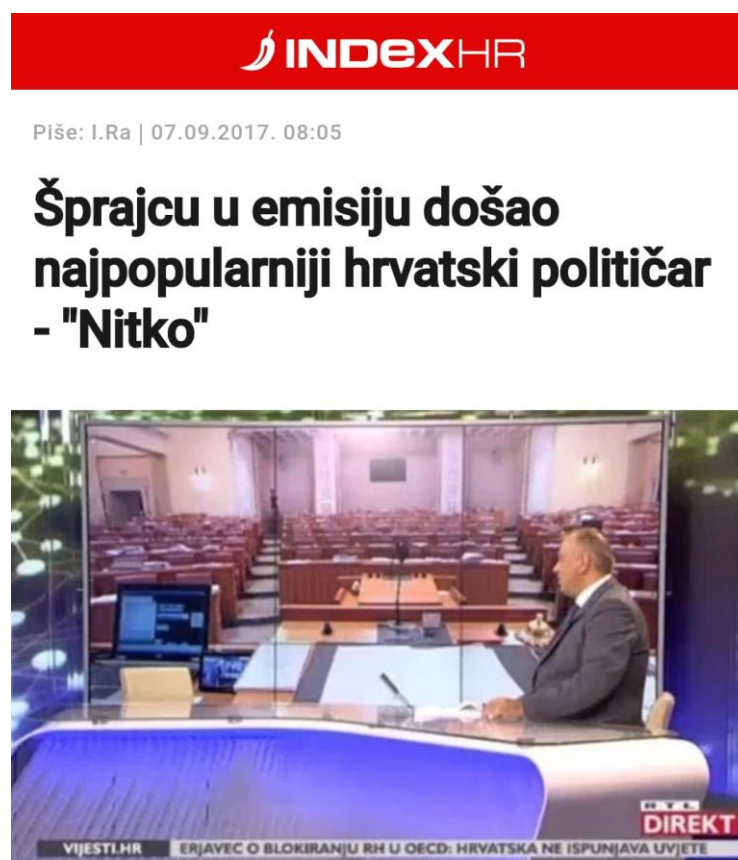 INDEXHR
Piše: I.Ra | 07.09.2017. 08:05
Šprajcu u emisiju došao
najpopularniji hrvatski političar
- "Nitko"
RTL
DIREKT
VIJESTI.HR ERJAVEC O BLOKIRANJU RH U OECD: HRVATSKA NE ISPUNJAVA UVJETE